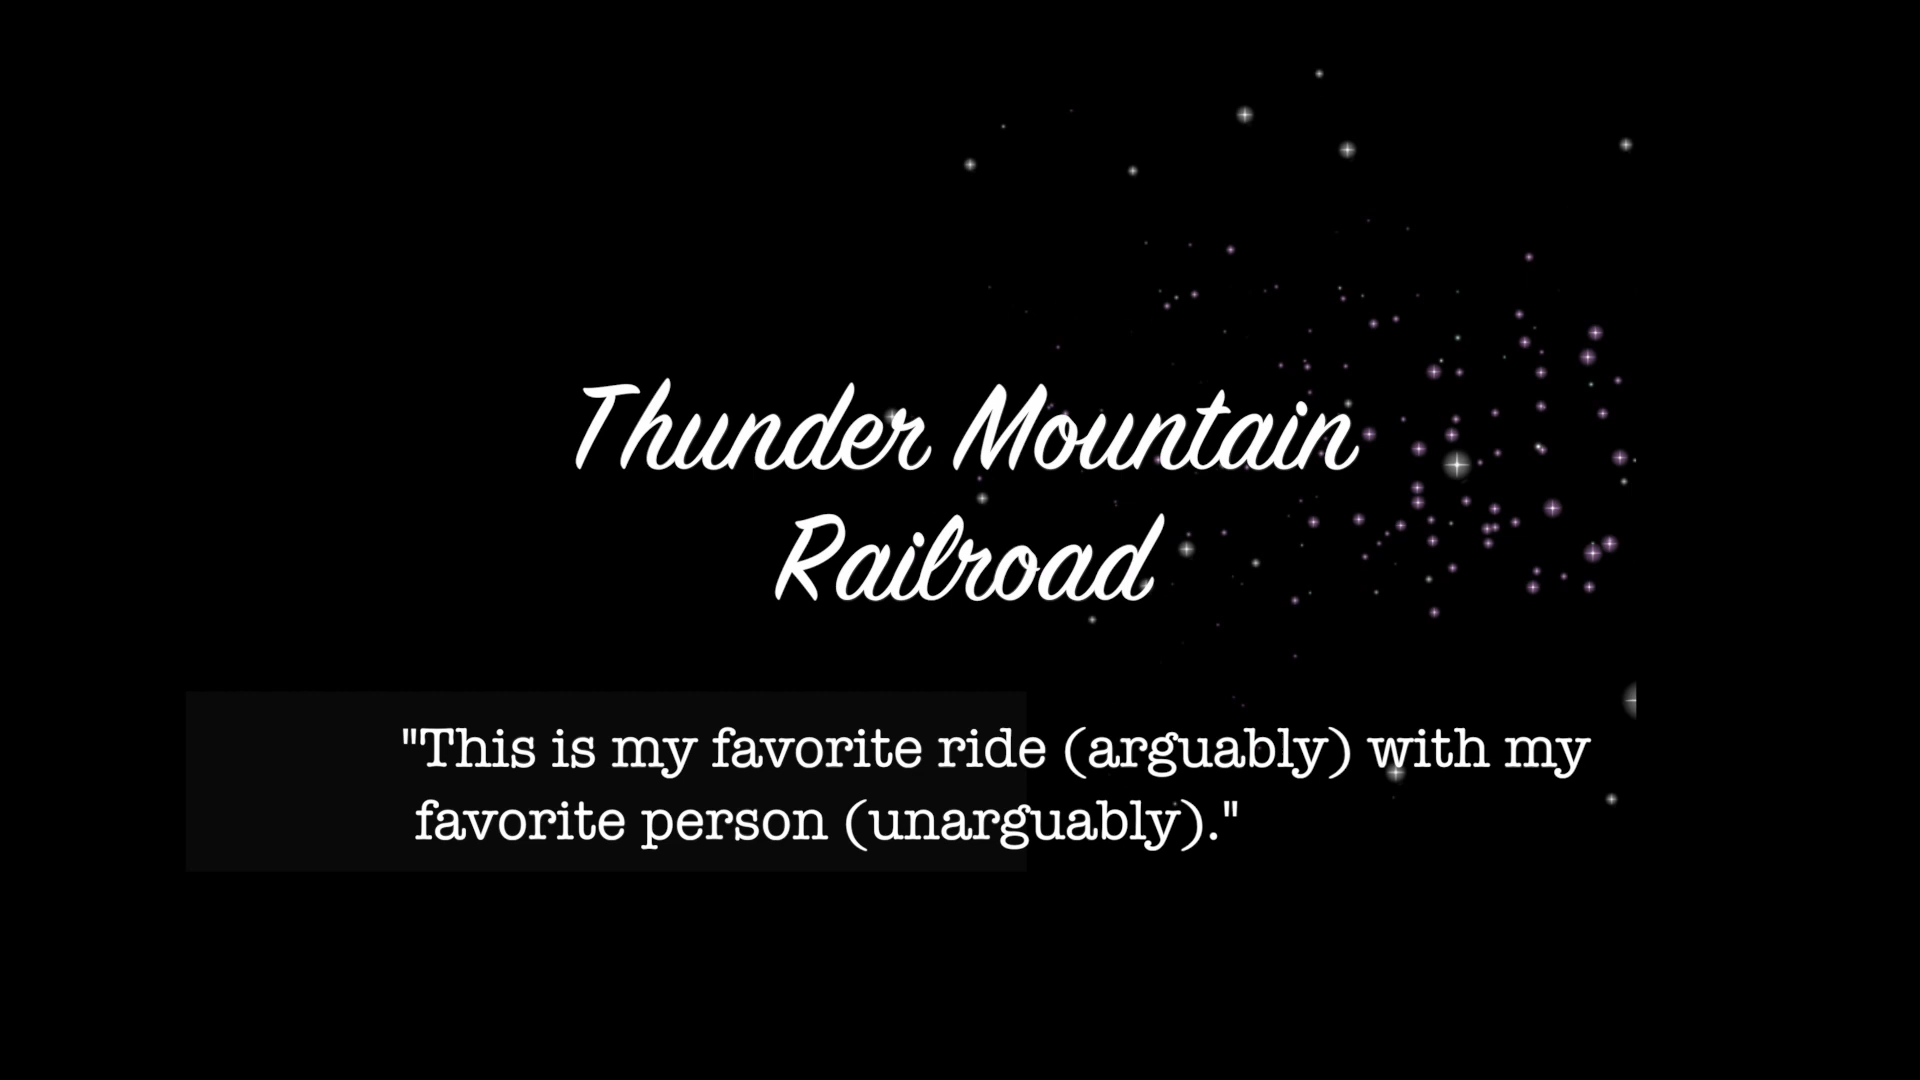 Thunder Mountain
Railroad
"This is my favorite ride (arguably) with my
favorite person (unarguably)."